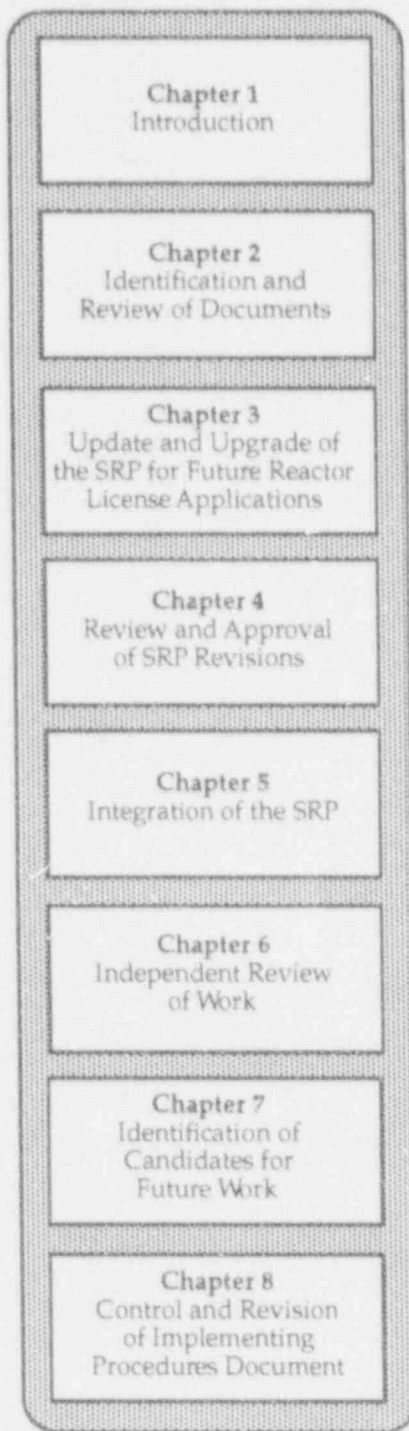 Chapter 1
Introduction
Chapter 2
Identification and
Review of Documents
Chapter 3
Update and Upgrade of
the SRP for Future Reactor
License Applications
Chapter 4
Review and Approval
of SRP Revisions
Chapter 5
Integration of the SRP
Chapter 6
Independent Review
of Work
Chapter 7
Identification of
Candidates for
Future Work
Chapter 8
Control and Revision
of Implementing
Procedures Document